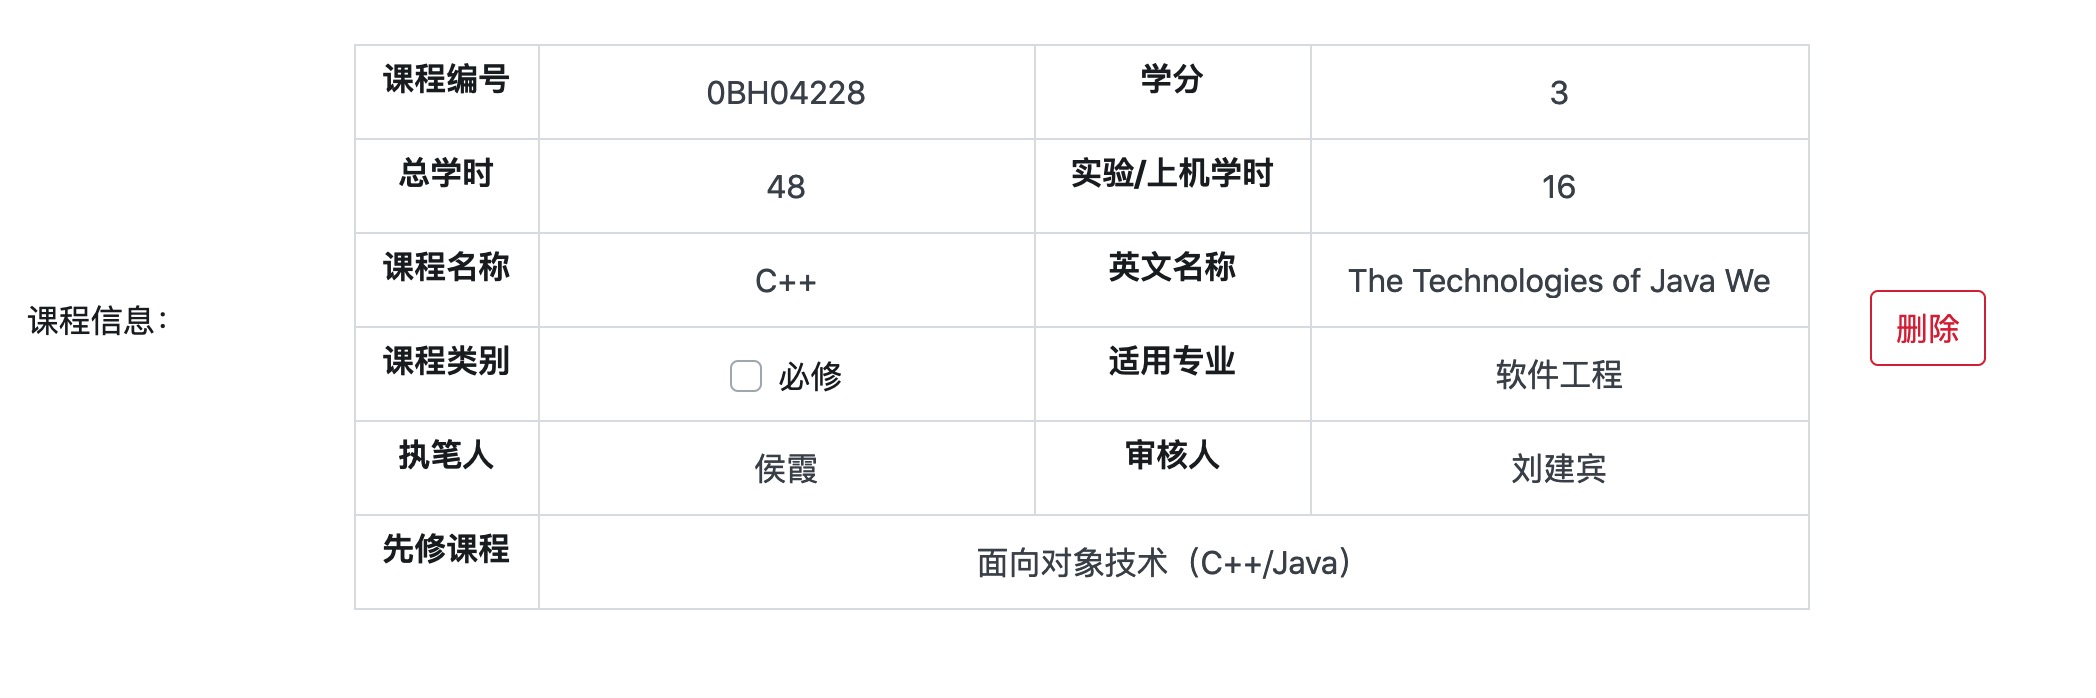 课程编号 0BH04228 学分 3
总学时 48 实验/上机学时 16
课程名称 C++ 英文名称 The Technologies of Java We
课程信息：
课程类别 必修 适用专业 软件工程
删除
执笔人 侯霞 审核人 刘建宾
先修课程 面向对象技术（C++/Java）